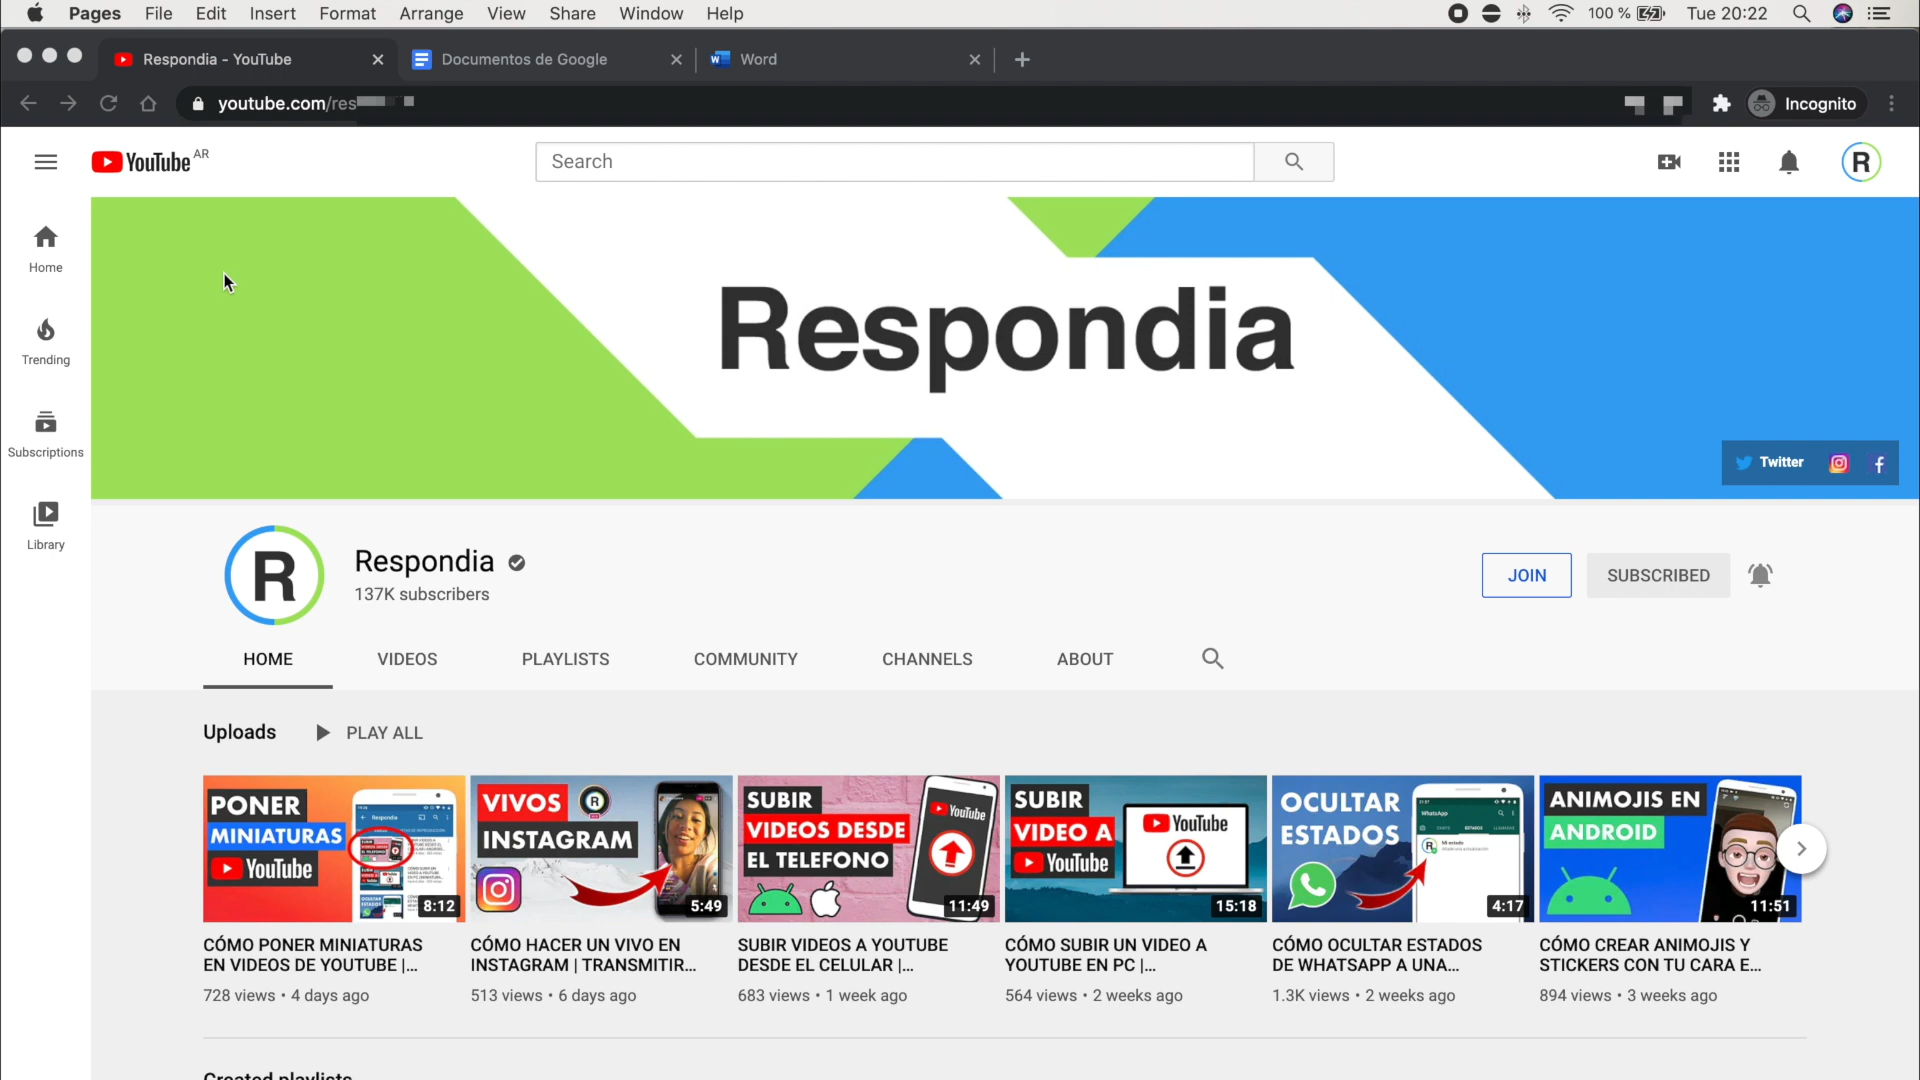 Pages File Edit Insert Format Arrange View Share Window Help
100 % Tue 20:22
Respondia - YouTube
Documentos de Google
Word
youtube.com/res
Incognito
YouTube AR
Search
R
Home
Trending
Subscriptions
Library
Respondia
Twitter
R
Respondia
137K subscribers
JOIN
SUBSCRIBED
HOME VIDEOS PLAYLISTS COMMUNITY CHANNELS ABOUT
Uploads PLAY ALL
PONER
MINIATURAS
YouTube
8:12
VIVOS
INSTAGRAM
5:49
SUBIR
VIDEOS DESDE
EL TELEFONO
YouTube
11:49
SUBIR
VIDEO A
YouTube
YouTube
15:18
OCULTAR
ESTADOS
WhatsApp
4:17
ANIMOJIS EN
ANDROID
11:51
CÓMO PONER MINIATURAS
EN VIDEOS DE YOUTUBE |...
728 views • 4 days ago
CÓMO HACER UN VIVO EN
INSTAGRAM | TRANSMITIR...
513 views • 6 days ago
SUBIR VIDEOS A YOUTUBE
DESDE EL CELULAR |...
683 views • 1 week ago
CÓMO SUBIR UN VIDEO A
YOUTUBE EN PC |...
564 views • 2 weeks ago
CÓMO OCULTAR ESTADOS
DE WHATSAPP A UNA...
1.3K views • 2 weeks ago
CÓMO CREAR ANIMOJIS Y
STICKERS CON TU CARA E...
894 views • 3 weeks ago
Created playlists